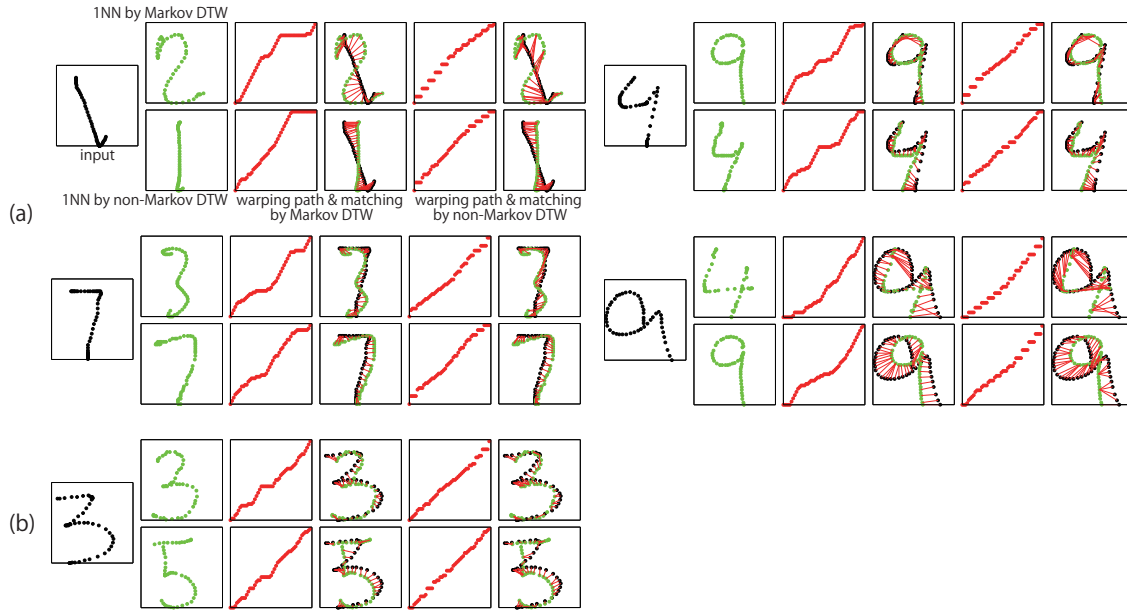 1NN by Markov DTW
input
1NN by non-Markov DTW
warping path & matching
by Markov DTW
warping path & matching
by non-Markov DTW
(a)
(b)